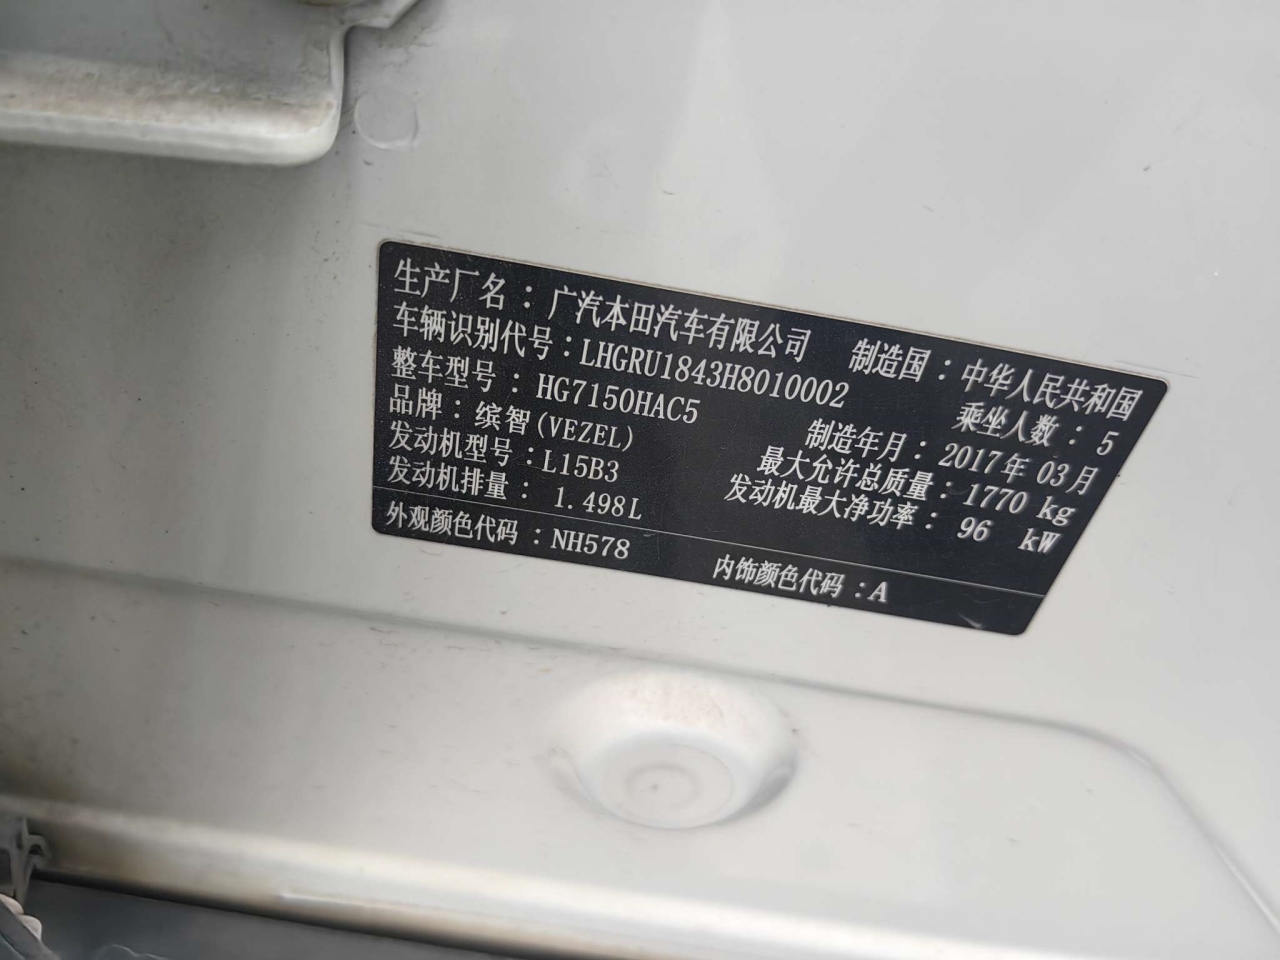 生产厂名：广汽本田汽车有限公司 制造国：中华人民共和国
车辆识别代号：LHGRU1843H8010002 乘坐人数：5
整车型号：HG7150HAC5 制造年月：2017年03月
品牌：缤智(VEZEL) 最大允许总质量：1770 kg
发动机型号：L15B3 发动机最大净功率：96 kW
发动机排量：1.498L
外观颜色代码：NH578 内饰颜色代码：A